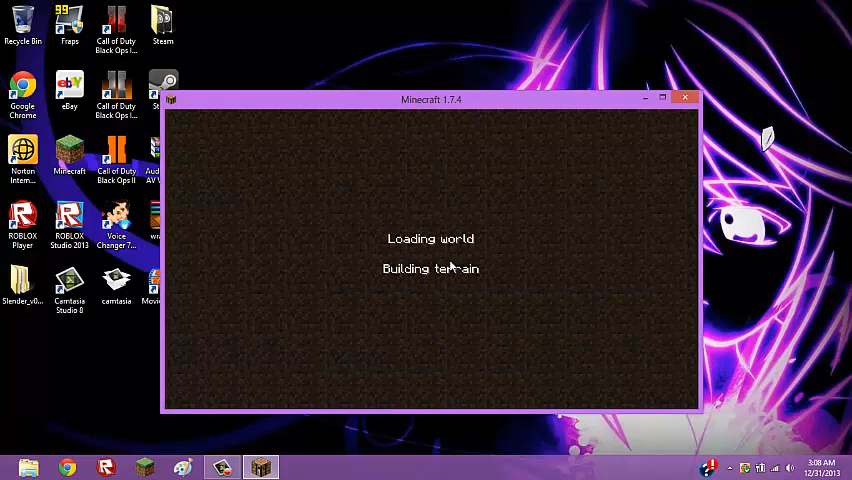 99
Recycle Bin
Fraps
Call of Duty
Black Ops I...
Steam
Google
Chrome
eBay
ebay
Call of Duty
Black Ops I...
Norton
Intern...
Minecraft
Call of Duty
Black Ops II
ROBLOX
Player
ROBLOX
Studio 2013
Voice
Changer 7...
Slender_v0...
Camtasia
Studio 8
camtasia
Minecraft 1.7.4
Loading world
Building terrain
3:08 AM
12/31/2013